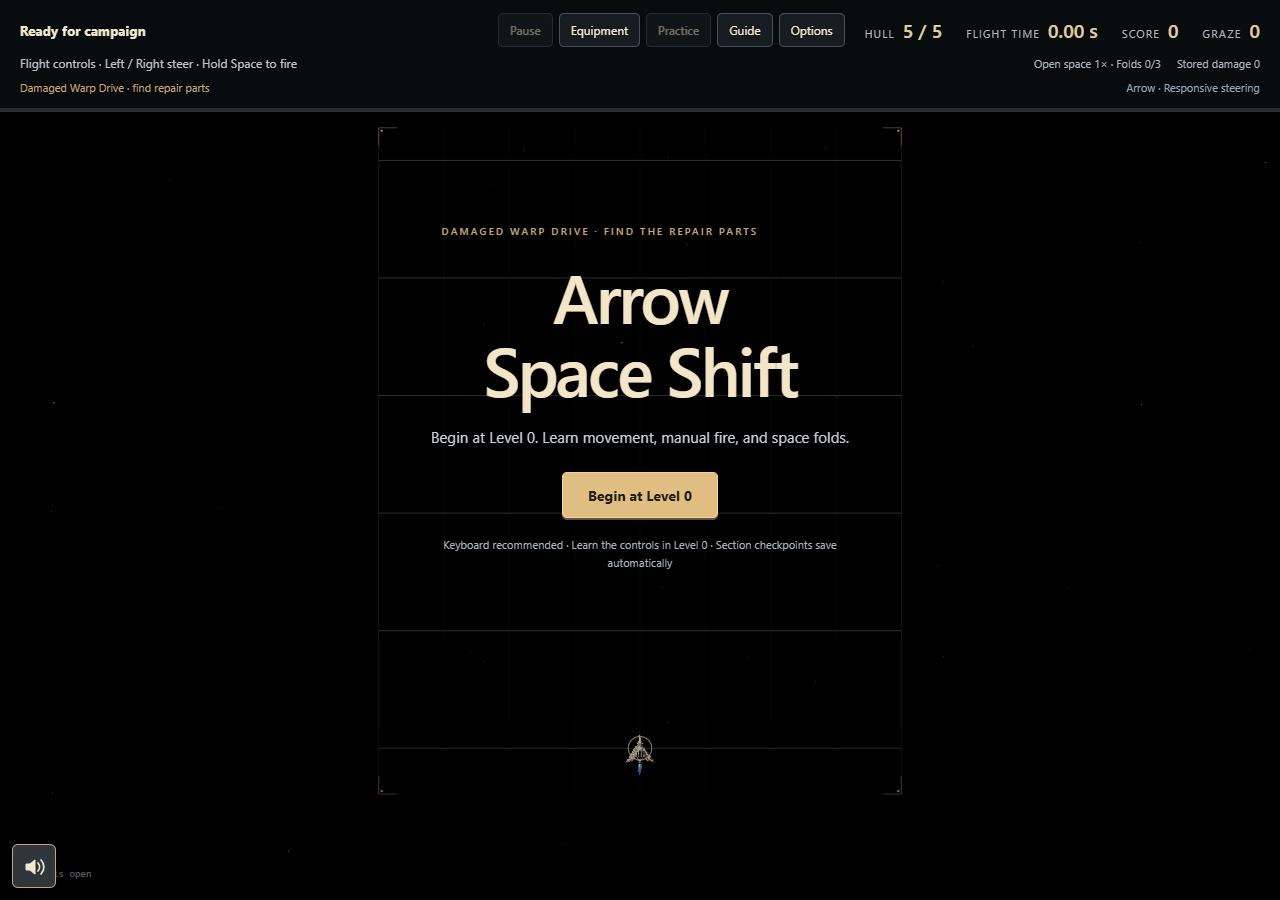 Ready for campaign
Pause
Equipment
Practice
Guide
Options
HULL 5 / 5
FLIGHT TIME 0.00 s
SCORE 0
GRAZE 0
Flight controls · Left / Right steer · Hold Space to fire
Open space 1× · Folds 0/3
Stored damage 0
Damaged Warp Drive · find repair parts
Arrow · Responsive steering
DAMAGED WARP DRIVE · FIND THE REPAIR PARTS
Arrow
Space Shift
Begin at Level 0. Learn movement, manual fire, and space folds.
Begin at Level 0
Keyboard recommended · Learn the controls in Level 0 · Section checkpoints save
automatically
open